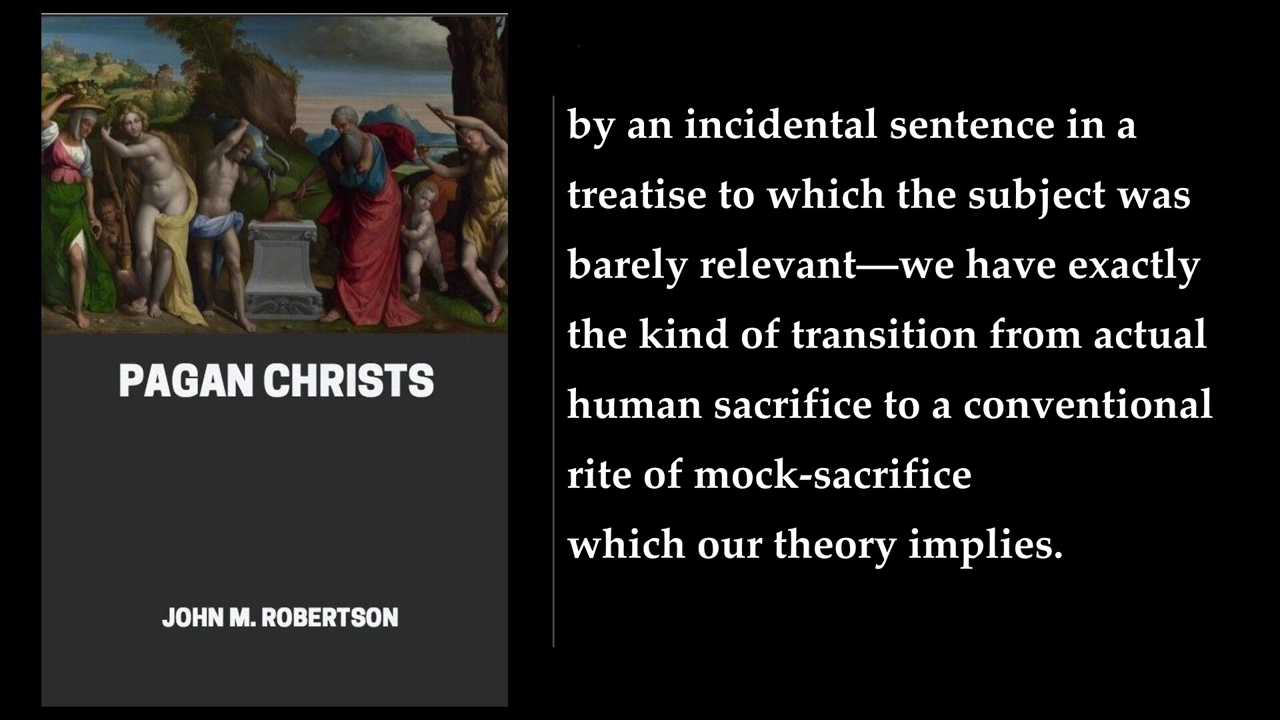 PAGAN CHRISTS
JOHN M. ROBERTSON
by an incidental sentence in a
treatise to which the subject was
barely relevant—we have exactly
the kind of transition from actual
human sacrifice to a conventional
rite of mock-sacrifice
which our theory implies.